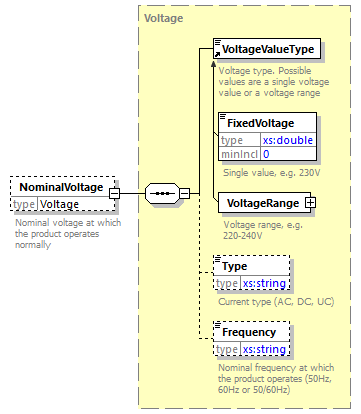 Voltage
VoltageValueType
Voltage type. Possible
values are a single voltage
value or a voltage range
FixedVoltage
type xs:double
minIncl 0
Single value, e.g. 230V
NominalVoltage
type Voltage
Nominal voltage at which
the product operates
normally
VoltageRange
Voltage range, e.g.
220-240V
Type
type xs:string
Current type (AC, DC, UC)
Frequency
type xs:string
Nominal frequency at which
the product operates (50Hz,
60Hz or 50/60Hz)